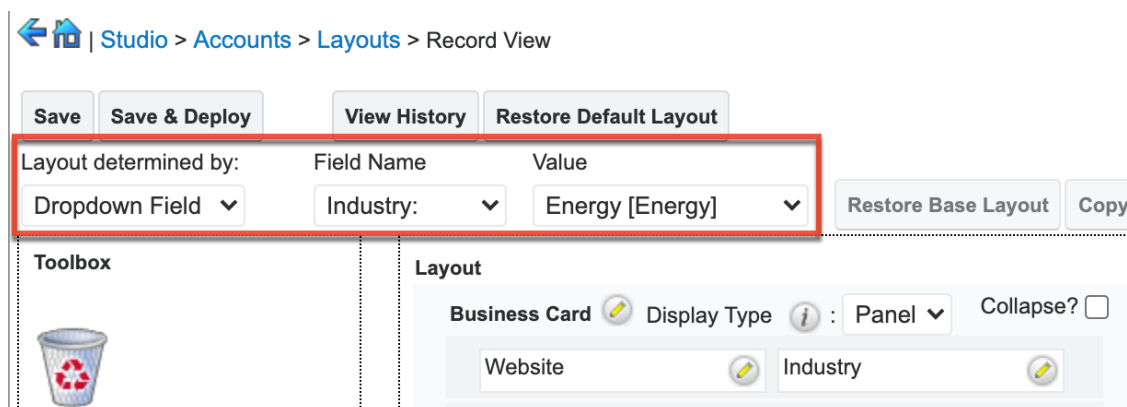 | Studio > Accounts > Layouts > Record View
Save Save & Deploy View History Restore Default Layout
Layout determined by: Field Name Value
Dropdown Field Industry: Energy [Energy] Restore Base Layout Copy
Toolbox
Layout
Business Card Display Type i : Panel Collapse?
Website Industry